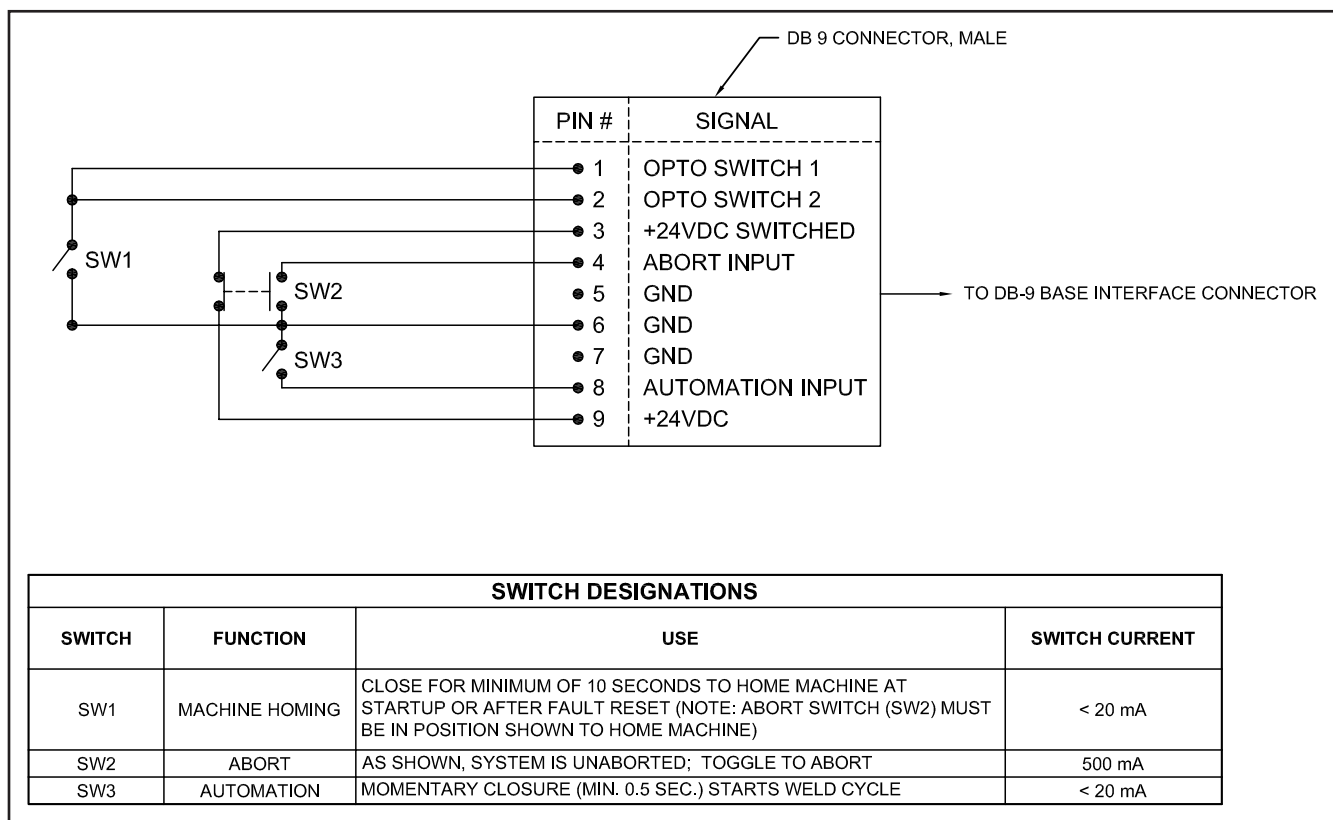 DB 9 CONNECTOR, MALE
PIN # SIGNAL
1 OPTO SWITCH 1
2 OPTO SWITCH 2
3 +24VDC SWITCHED
4 ABORT INPUT
5 GND
6 GND
7 GND
8 AUTOMATION INPUT
9 +24VDC
SW1
SW2
SW3
TO DB-9 BASE INTERFACE CONNECTOR
SWITCH DESIGNATIONS
SWITCH FUNCTION USE SWITCH CURRENT
SW1 MACHINE HOMING CLOSE FOR MINIMUM OF 10 SECONDS TO HOME MACHINE AT
STARTUP OR AFTER FAULT RESET (NOTE: ABORT SWITCH (SW2) MUST
BE IN POSITION SHOWN TO HOME MACHINE) < 20 mA
SW2 ABORT AS SHOWN, SYSTEM IS UNABORTED; TOGGLE TO ABORT 500 mA
SW3 AUTOMATION MOMENTARY CLOSURE (MIN. 0.5 SEC.) STARTS WELD CYCLE < 20 mA